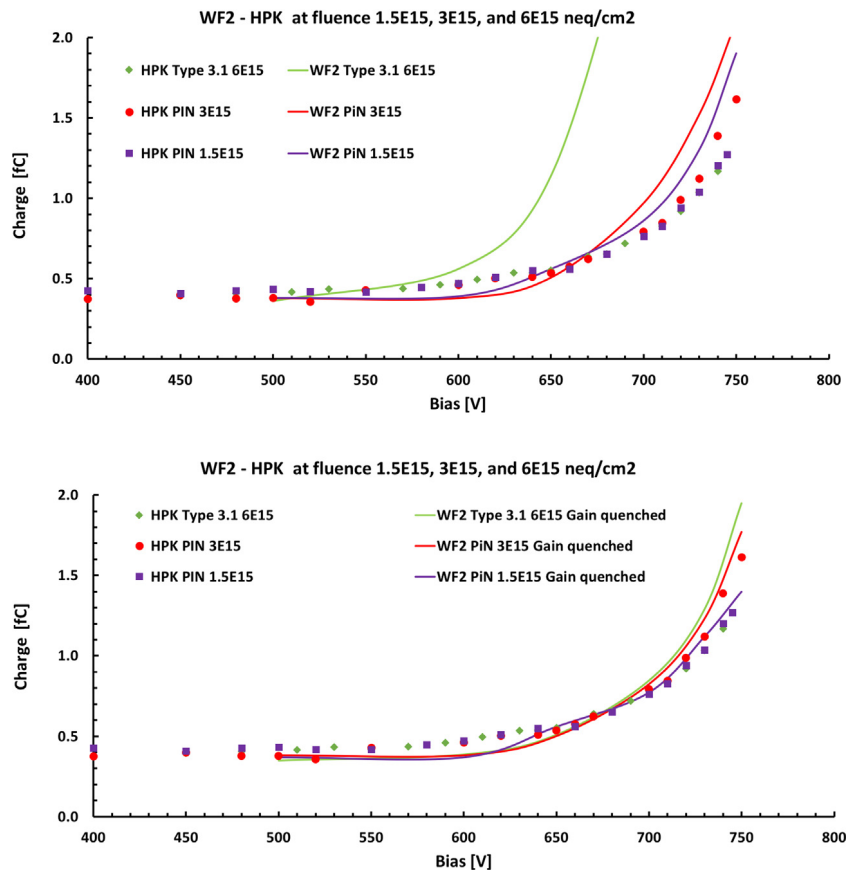 WF2 - HPK at fluence 1.5E15, 3E15, and 6E15 neq/cm2
2.0
HPK Type 3.1 6E15
WF2 Type 3.1 6E15
1.5
HPK PIN 3E15
WF2 PiN 3E15
HPK PIN 1.5E15
WF2 PiN 1.5E15
Charge [fC]
1.0
0.5
0.0
400 450 500 550 600 650 700 750 800
Bias [V]
WF2 - HPK at fluence 1.5E15, 3E15, and 6E15 neq/cm2
2.0
HPK Type 3.1 6E15
WF2 Type 3.1 6E15 Gain quenched
HPK PIN 3E15
WF2 PiN 3E15 Gain quenched
1.5
HPK PIN 1.5E15
WF2 PiN 1.5E15 Gain quenched
Charge [fC]
1.0
0.5
0.0
400 450 500 550 600 650 700 750 800
Bias [V]